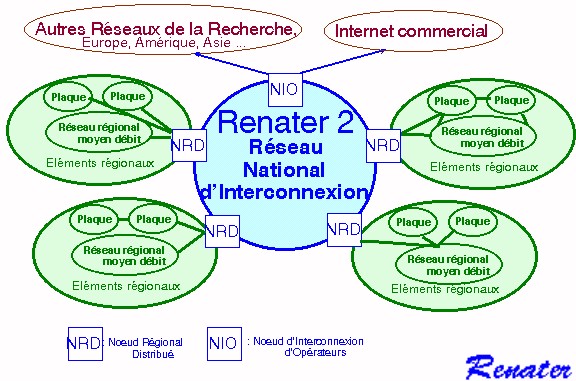 Autres Réseaux de la Recherche,
Europe, Amérique, Asie ...
Internet commercial
NIO
Plaque Plaque
Réseau régional
moyen débit
Eléments régionaux
NRD
Renater 2
Réseau
National
d'Interconnexion
NRD
Plaque Plaque
Réseau régional
moyen débit
Eléments régionaux
Plaque Plaque
Réseau régional
moyen débit
Eléments régionaux
NRD
NRD
Plaque Plaque
Réseau régional
moyen débit
Eléments régionaux
NRD : Noeud Régional
Distribué
NIO : Noeud d'Interconnexion
d'Opérateurs
Renater